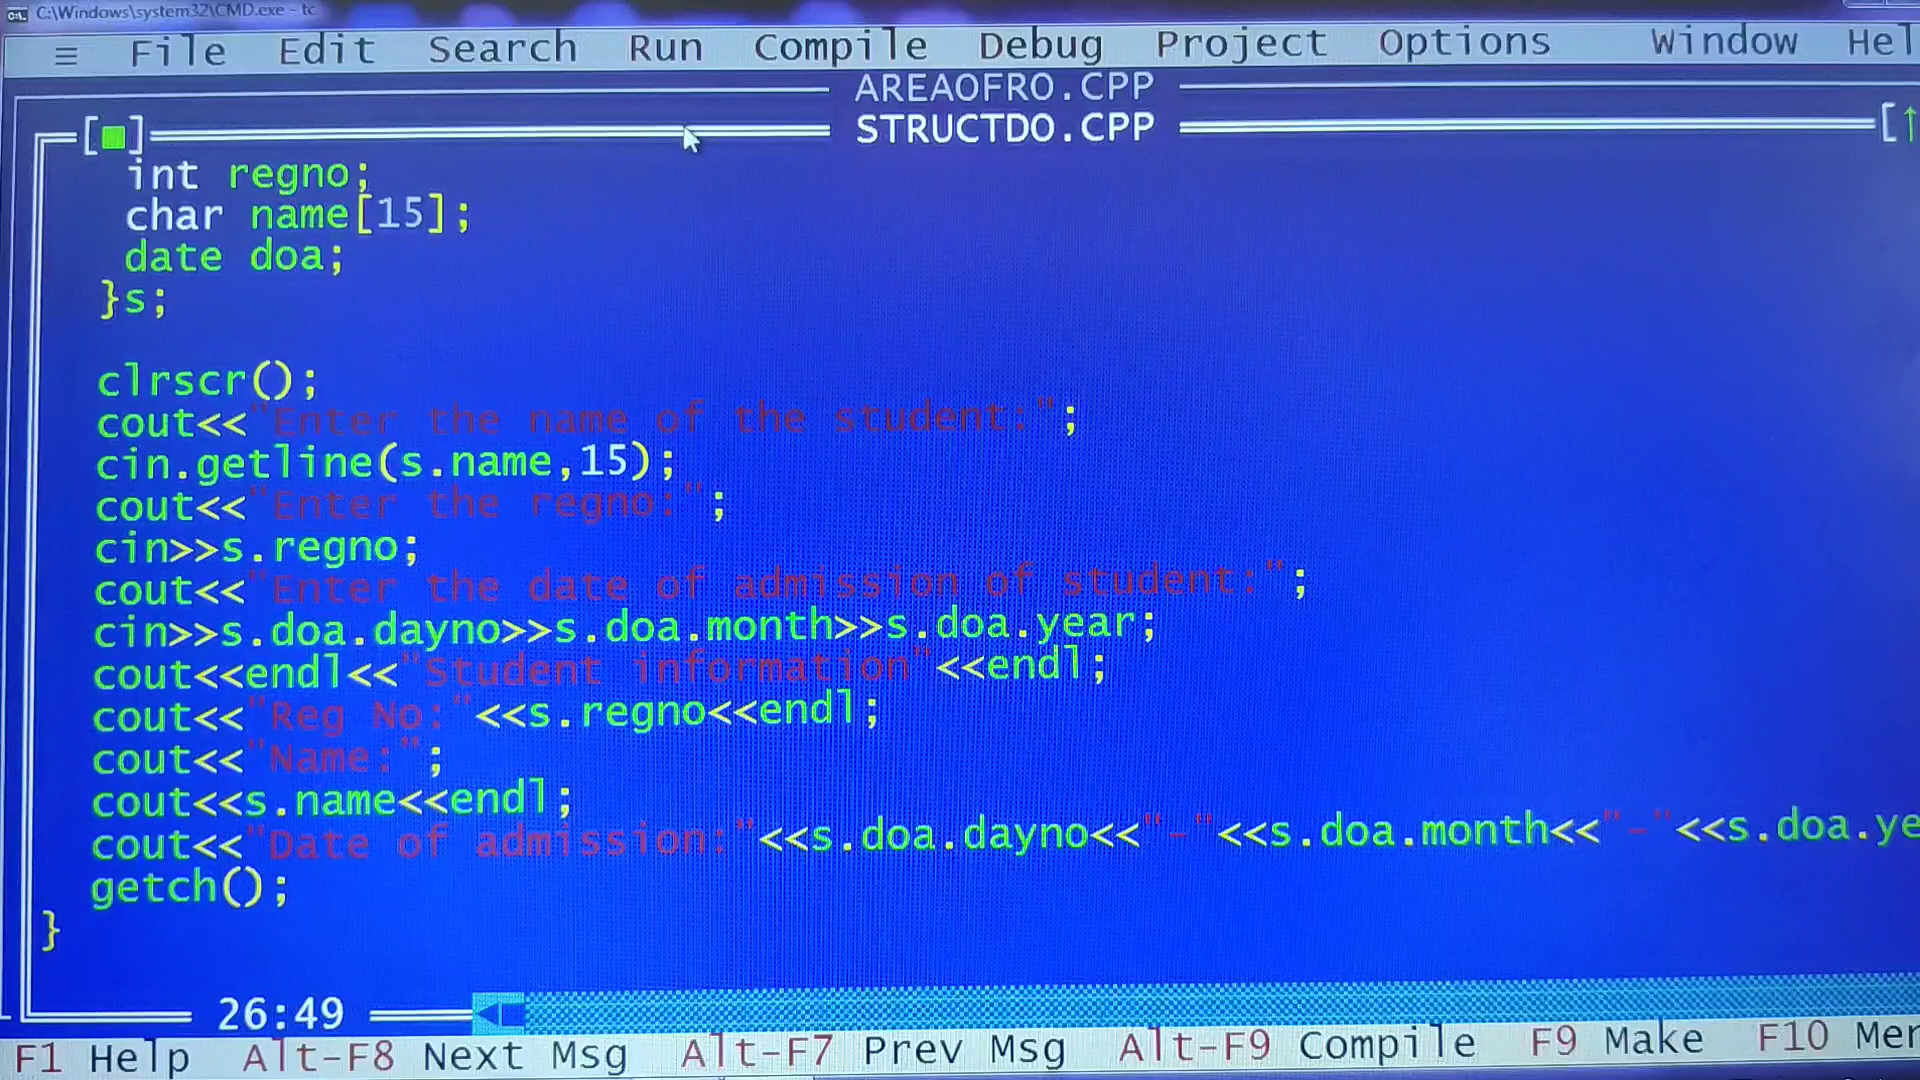 C:\Windows\system32\CMD.exe - tc
≡ File Edit Search Run Compile Debug Project Options Window Hel
AREAOFRO.CPP
[■] STRUCTDO.CPP [↑
int regno;
char name[15];
date doa;
}s;
clrscr();
cout<<"Enter the name of the student:";
cin.getline(s.name,15);
cout<<"Enter the regno:";
cin>>s.regno;
cout<<"Enter the date of admission of student:";
cin>>s.doa.dayno>>s.doa.month>>s.doa.year;
cout<<endl<<"Student information"<<endl;
cout<<"Reg No:"<<s.regno<<endl;
cout<<"Name:";
cout<<s.name<<endl;
cout<<"Date of admission:"<<s.doa.dayno<<"-"<<s.doa.month<<"-"<<s.doa.ye
getch();
}
26:49
F1 Help Alt-F8 Next Msg Alt-F7 Prev Msg Alt-F9 Compile F9 Make F10 Men